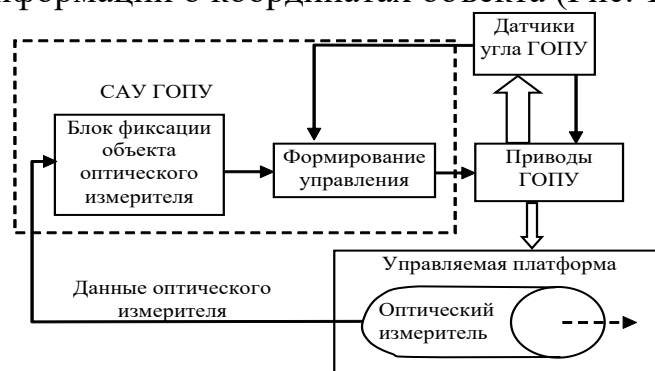 формации о координатах объекта (Рис. 1
Датчики
угла ГОПУ
САУ ГОПУ
Блок фиксации
объекта
оптического
измерителя
Формирование
управления
Приводы
ГОПУ
Управляемая платформа
Данные оптического
измерителя
Оптический
измеритель